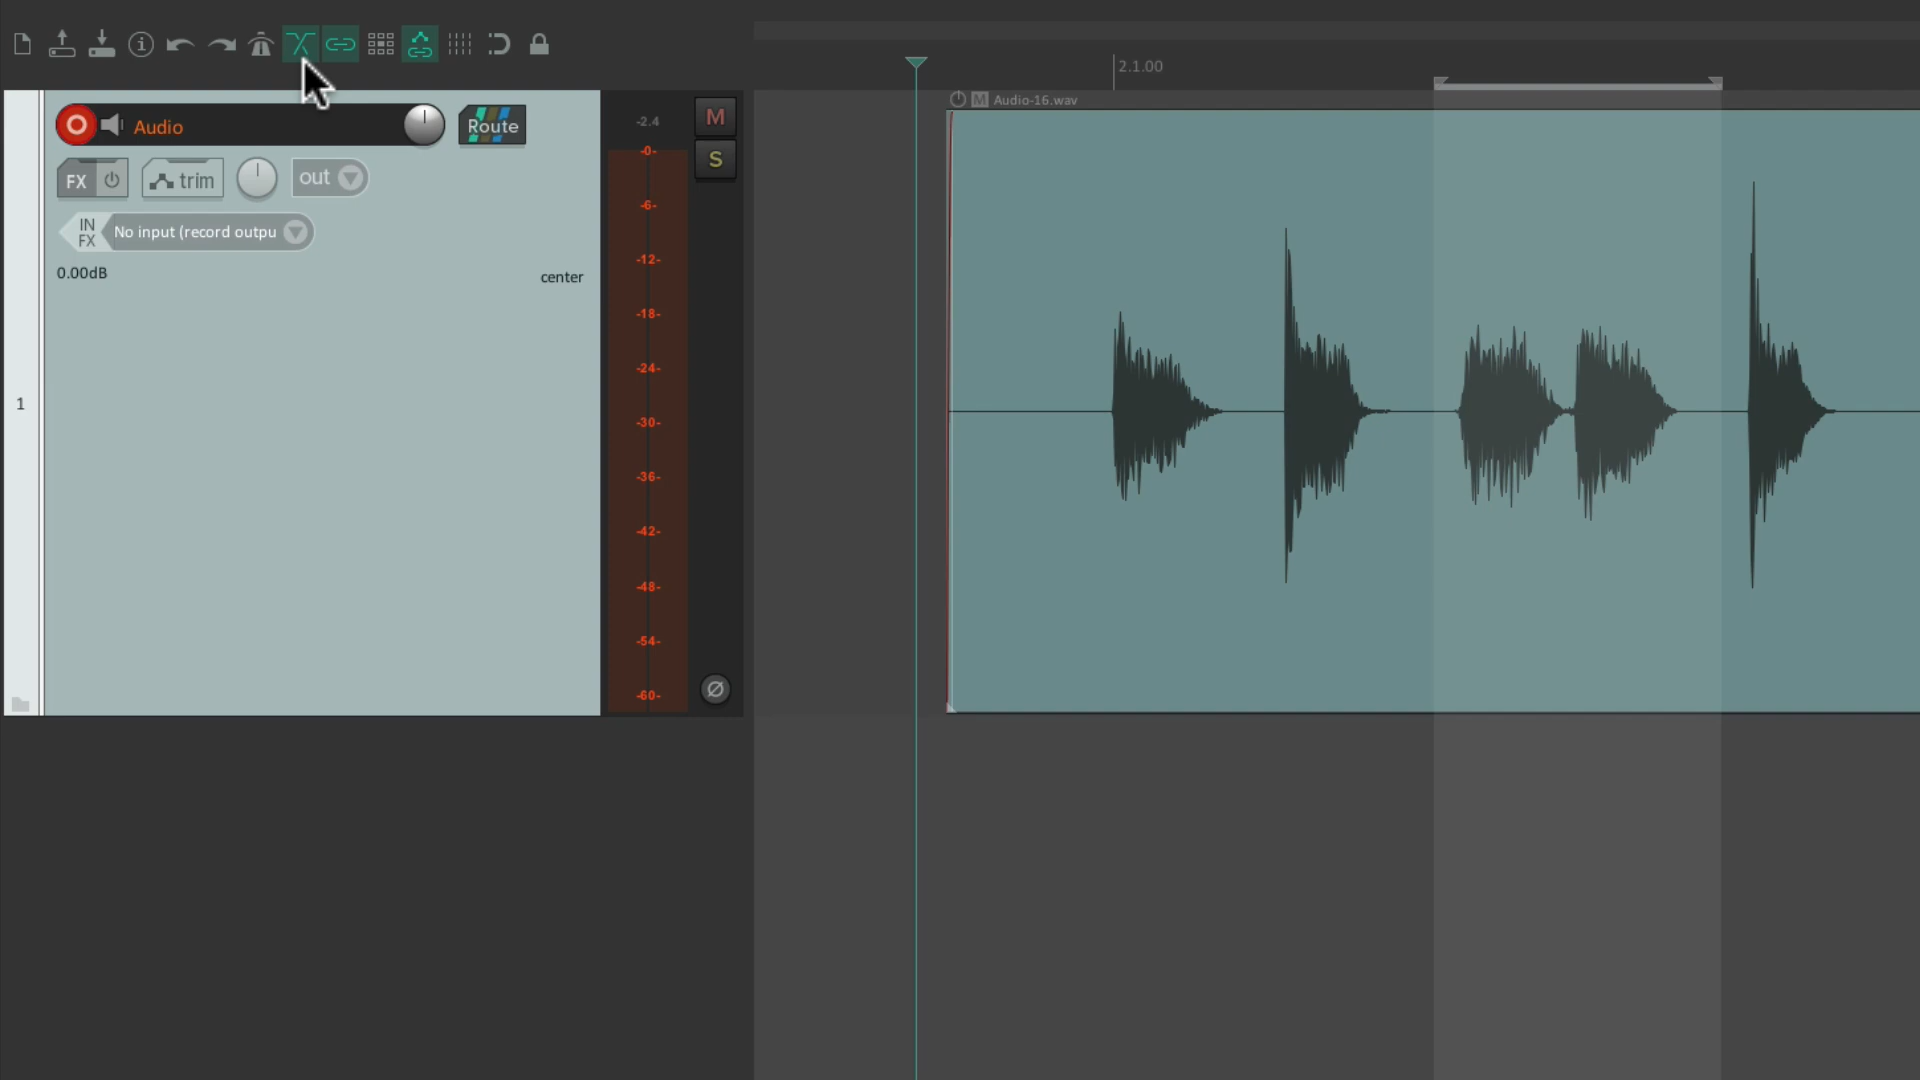 2.1.00
M Audio-16.wav
Audio
Route
-2.4
M
S
FX
trim
out
IN
FX
No input (record outpu
0.00dB
center
1
-0-
-6-
-12-
-18-
-24-
-30-
-36-
-42-
-48-
-54-
-60-